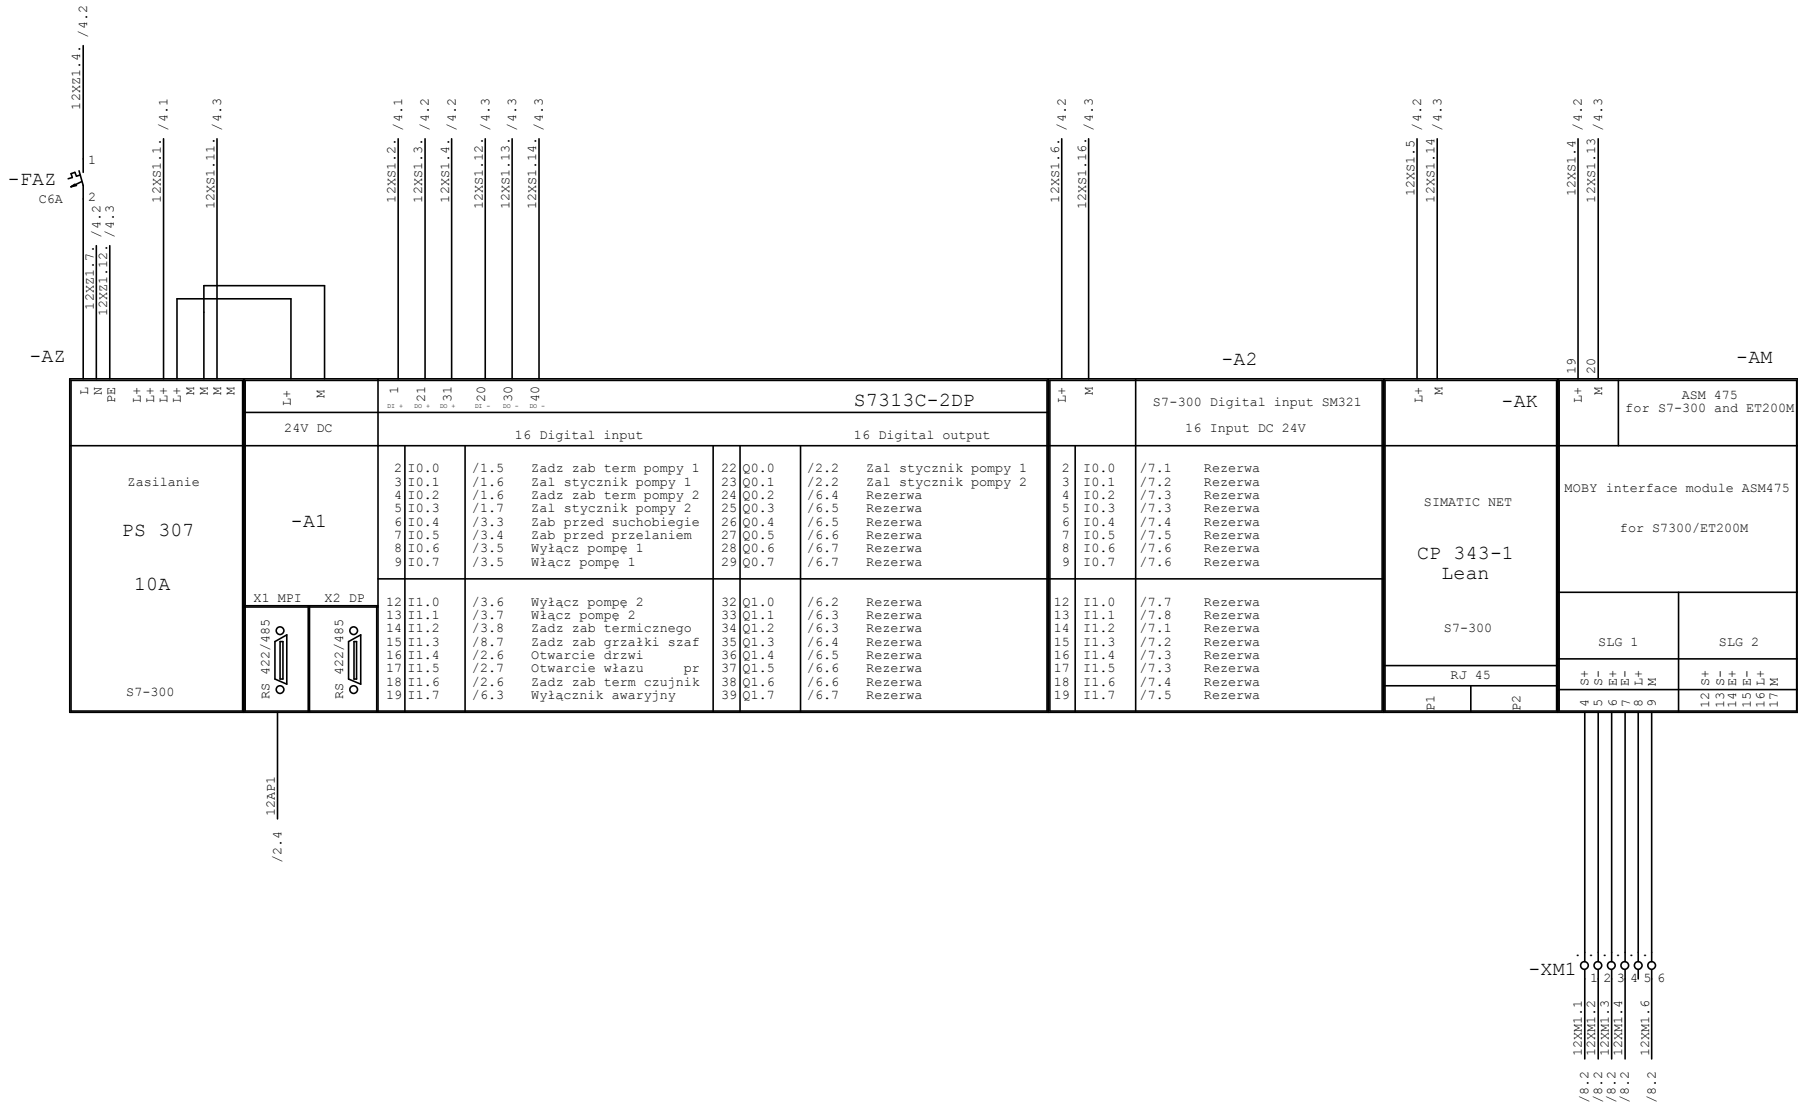 12XZ1.4. /4.2
-FAZ
C6A
1
2
12XZ1.7. /4.2
12XZ1.12. /4.3
12XS1.1. /4.1
12XS1.11. /4.3
12XS1.2. /4.1
12XS1.3. /4.2
12XS1.4. /4.2
12XS1.12. /4.3
12XS1.13. /4.3
12XS1.14. /4.3
12XS1.6. /4.2
12XS1.16. /4.3
12XS1.5 /4.2
12XS1.14 /4.3
12XS1.4 /4.2
12XS1.13 /4.3
-AZ
-A2
19
20
-AM
L
N
PE
L+
L+
L+
L+
M
M
M
M
L+
M
24V DC
1
21
31
20
30
40
S7313C-2DP
16 Digital input
16 Digital output
L+
M
S7-300 Digital input SM321
16 Input DC 24V
L+
M
-AK
L+
M
ASM 475
for S7-300 and ET200M
Zasilanie
PS 307
10A
S7-300
-A1
X1 MPI X2 DP
RS 422/485
RS 422/485
2 I0.0 /1.5 Zadz zab term pompy 1
3 I0.1 /1.6 Zal stycznik pompy 1
4 I0.2 /1.6 Zadz zab term pompy 2
5 I0.3 /1.7 Zal stycznik pompy 2
6 I0.4 /3.3 Zab przed suchobiegie
7 I0.5 /3.4 Zab przed przelaniem
8 I0.6 /3.5 Wyłącz pompę 1
9 I0.7 /3.5 Włącz pompę 1
12 I1.0 /3.6 Wyłącz pompę 2
13 I1.1 /3.7 Włącz pompę 2
14 I1.2 /3.8 Zadz zab termicznego
15 I1.3 /8.7 Zadz zab grzałki szaf
16 I1.4 /2.6 Otwarcie drzwi
17 I1.5 /2.7 Otwarcie włazu pr
18 I1.6 /2.6 Zadz zab term czujnik
19 I1.7 /6.3 Wyłącznik awaryjny
22 Q0.0 /2.2 Zal stycznik pompy 1
23 Q0.1 /2.2 Zal stycznik pompy 2
24 Q0.2 /6.4 Rezerwa
25 Q0.3 /6.5 Rezerwa
26 Q0.4 /6.5 Rezerwa
27 Q0.5 /6.6 Rezerwa
28 Q0.6 /6.7 Rezerwa
29 Q0.7 /6.7 Rezerwa
32 Q1.0 /6.2 Rezerwa
33 Q1.1 /6.3 Rezerwa
34 Q1.2 /6.3 Rezerwa
35 Q1.3 /6.4 Rezerwa
36 Q1.4 /6.5 Rezerwa
37 Q1.5 /6.6 Rezerwa
38 Q1.6 /6.6 Rezerwa
39 Q1.7 /6.7 Rezerwa
2 I0.0 /7.1 Rezerwa
3 I0.1 /7.2 Rezerwa
4 I0.2 /7.3 Rezerwa
5 I0.3 /7.3 Rezerwa
6 I0.4 /7.4 Rezerwa
7 I0.5 /7.5 Rezerwa
8 I0.6 /7.6 Rezerwa
9 I0.7 /7.6 Rezerwa
12 I1.0 /7.7 Rezerwa
13 I1.1 /7.8 Rezerwa
14 I1.2 /7.1 Rezerwa
15 I1.3 /7.2 Rezerwa
16 I1.4 /7.3 Rezerwa
17 I1.5 /7.3 Rezerwa
18 I1.6 /7.4 Rezerwa
19 I1.7 /7.5 Rezerwa
SIMATIC NET
CP 343-1
Lean
S7-300
RJ 45
P1
P2
MOBY interface module ASM475
for S7300/ET200M
SLG 1
SLG 2
4 S+
5 S-
6 E+
7 E-
8 L+
9 M
12 S+
13 S-
14 E+
15 E-
16 L+
17 M
/2.4 12AP1
-XM1
1 2 3 4 5 6
/8.2 12XM1.1
/8.2 12XM1.2
/8.2 12XM1.3
/8.2 12XM1.4
/8.2 12XM1.6